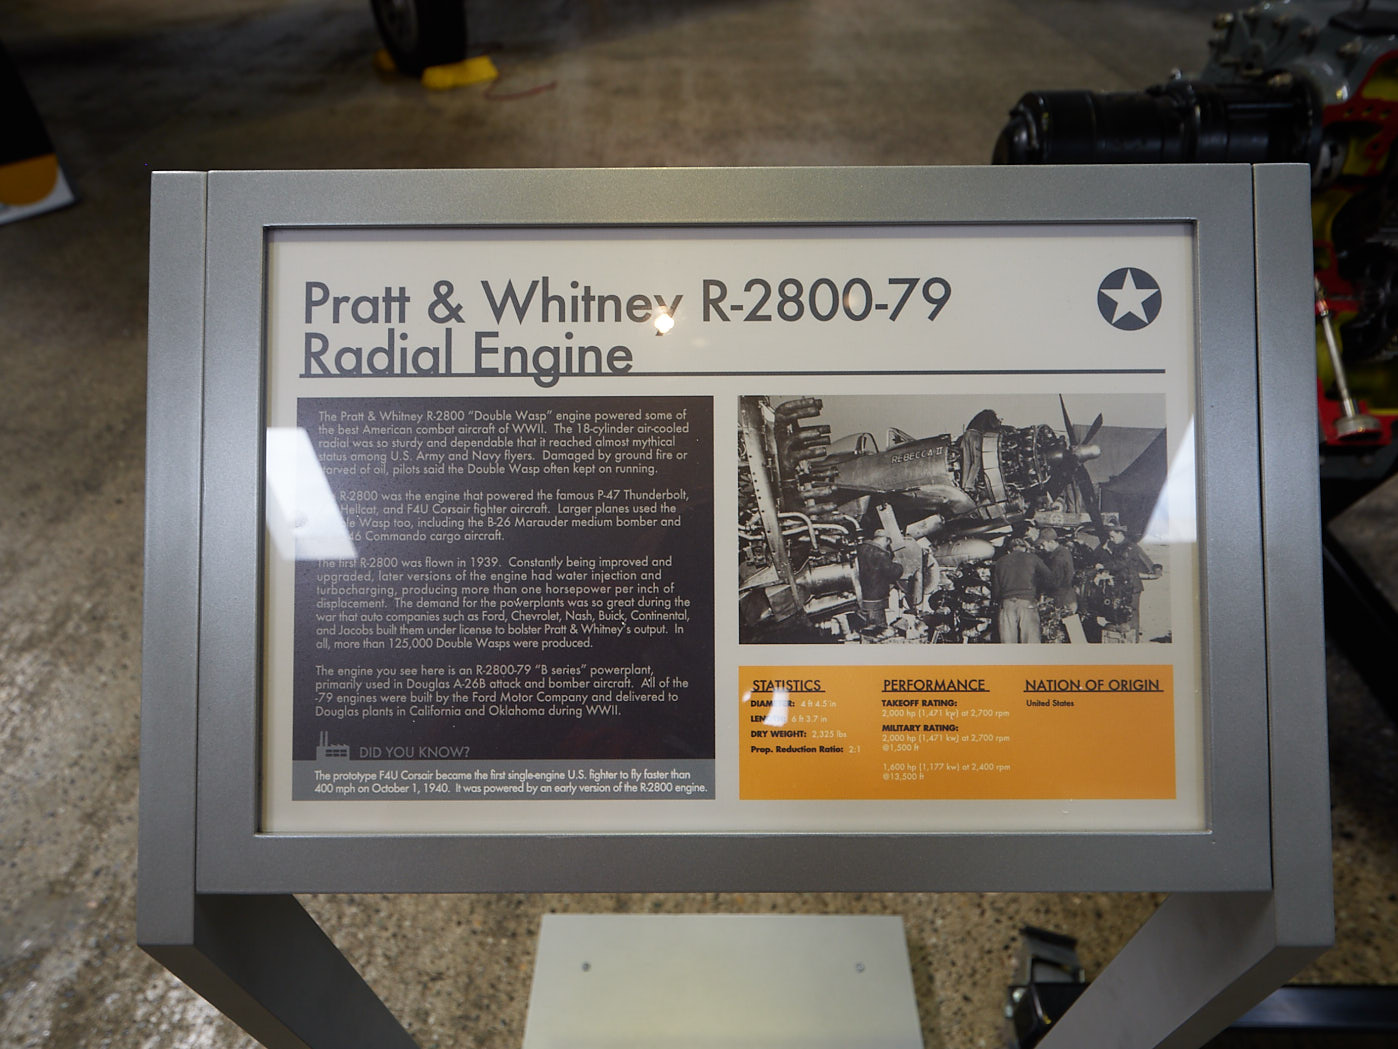 Pratt & Whitney R-2800-79
Radial Engine
The Pratt & Whitney R-2800 "Double Wasp" engine powered some of
the best American combat aircraft of WWII. The 18-cylinder air-cooled
radial was so sturdy and dependable that it reached almost mythical
status among U.S. Army and Navy flyers. Damaged by ground fire or
starved of oil, pilots said the Double Wasp often kept on running.
R-2800 was the engine that powered the famous P-47 Thunderbolt,
Hellcat, and F4U Corsair fighter aircraft. Larger planes used the
Wasp too, including the B-26 Marauder medium bomber and
Commando cargo aircraft.
The first R-2800 was flown in 1939. Constantly being improved and
upgraded, later versions of the engine had water injection and
turbocharging, producing more than one horsepower per inch of
displacement. The demand for the powerplants was so great during the
war that auto companies such as Ford, Chevrolet, Nash, Buick, Continental,
and Jacobs built them under license to bolster Pratt & Whitney's output. In
all, more than 125,000 Double Wasps were produced.
The engine you see here is an R-2800-79 "B series" powerplant,
primarily used in Douglas A-26B attack and bomber aircraft. All of the
-79 engines were built by the Ford Motor Company and delivered to
Douglas plants in California and Oklahoma during WWII.
DID YOU KNOW?
The prototype F4U Corsair became the first single-engine U.S. fighter to fly faster than
400 mph on October 1, 1940. It was powered by an early version of the R-2800 engine.
REBECCA II
STATISTICS
DIAMETER: 4 ft 4.5 in
LENGTH: 6 ft 3.7 in
DRY WEIGHT: 2,325 lbs
Prop. Reduction Ratio: 2:1
PERFORMANCE
TAKEOFF RATING:
2,000 hp (1,471 kw) at 2,700 rpm
MILITARY RATING:
2,000 hp (1,471 kw) at 2,700 rpm
@1,500 ft
1,600 hp (1,177 kw) at 2,400 rpm
@13,500 ft
NATION OF ORIGIN
United States